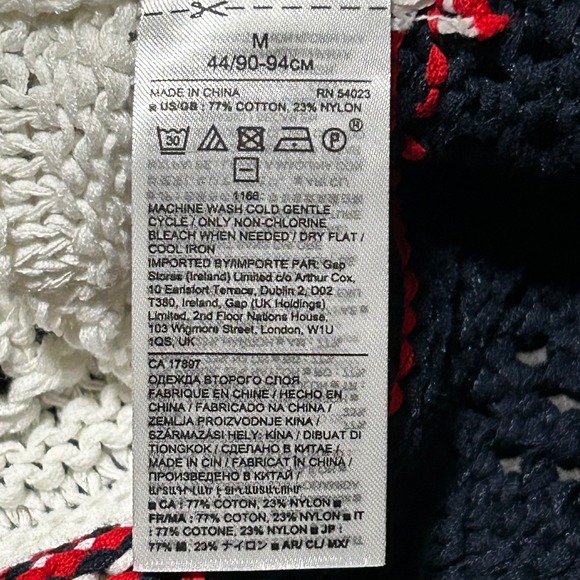 M
44/90-94CM
MADE IN CHINA RN 54023
■ US/GB : 77% COTTON, 23% NYLON
30 P ®
1166
MACHINE WASH COLD GENTLE
CYCLE / ONLY NON-CHLORINE
BLEACH WHEN NEEDED / DRY FLAT /
COOL IRON
IMPORTED BY/IMPORTE PAR: Gap
Stores (Ireland) Limited c/o Arthur Cox,
10 Earlsfort Terrace, Dublin 2, D02
T380, Ireland, Gap (UK Holdings)
Limited, 2nd Floor Nations House,
103 Wigmore Street, London, W1U
1QS, UK
CA 17897
ОДЕЖДА ВТОРОГО СЛОЯ
FABRIQUE EN CHINE / HECHO EN
CHINA / FABRICADO NA CHINA /
ZEMLJA PROIZVODNJE KINA /
SZÁRMAZÁSI HELY: KÍNA / DIBUAT DI
TIONGKOK / СДЕЛАНО В КИТАЕ /
MADE IN CIN / FABRICAT ÎN CHINA /
ПРОИЗВЕДЕНО В КИТАЙ /
■ CA : 77% COTTON, 23% NYLON ■
FR/MA : 77% COTON, 23% NYLON ■ IT
: 77% COTONE, 23% NYLON ■ JP :
77% 綿, 23% ナイロン ■ AR/ CL/ MX/